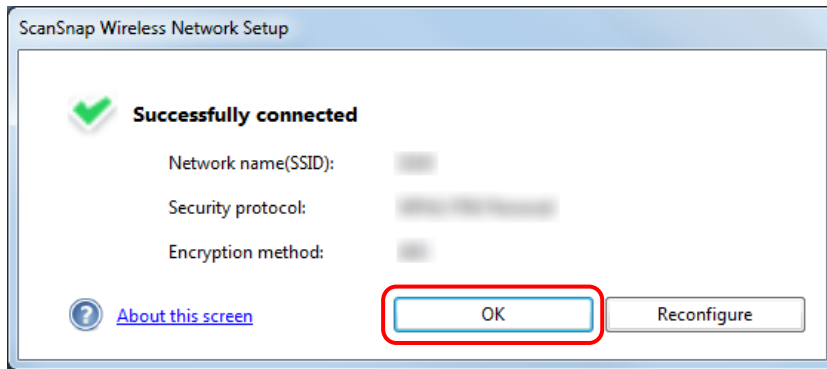 ScanSnap Wireless Network Setup
Successfully connected
Network name(SSID):
Security protocol:
Encryption method:
? About this screen OK Reconfigure